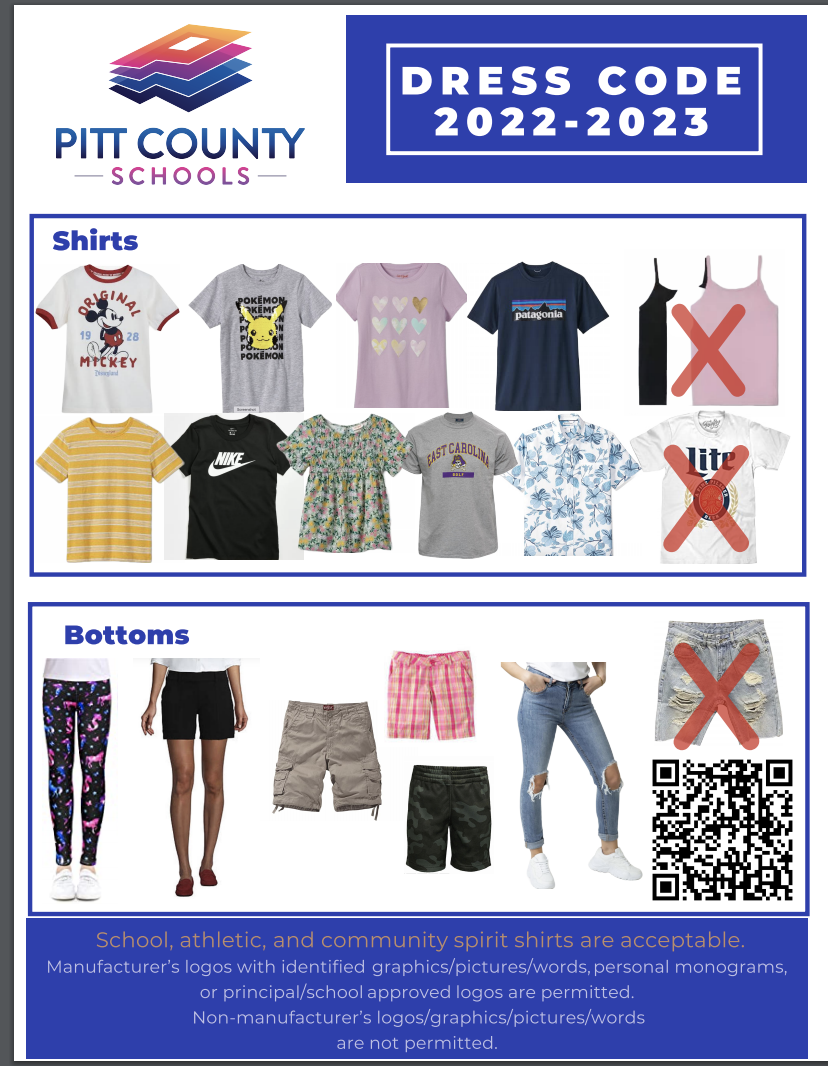 PITT COUNTY
SCHOOLS
DRESS CODE
2022-2023
Shirts
ORIGINAL
19 28
MICKEY
Disneyland
POKÉMON
POKÉMON
POKÉMON
POKÉMON
patagonia
NIKE
EAST CAROLINA
Lite
Bottoms
School, athletic, and community spirit shirts are acceptable.
Manufacturer's logos with identified graphics/pictures/words, personal monograms,
or principal/school approved logos are permitted.
Non-manufacturer's logos/graphics/pictures/words
are not permitted.